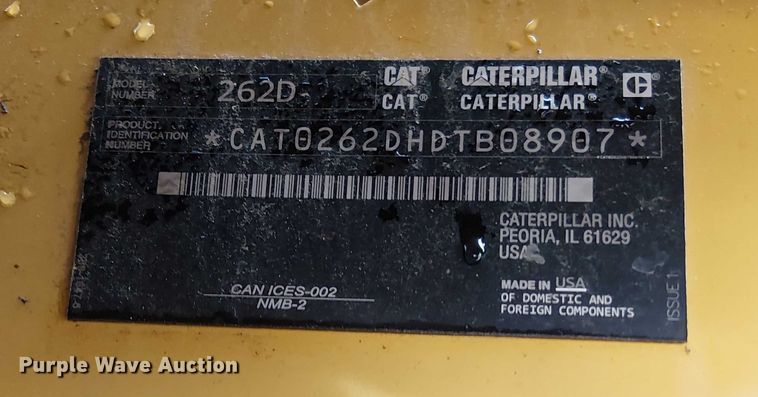 MODEL
NUMBER
262D
CAT® CATERPILLAR®
CAT® CATERPILLAR®
PRODUCT
IDENTIFICATION
NUMBER
*CAT0262DHDTB08907*
CATERPILLAR INC.
PEORIA, IL 61629
USA
CAN ICES-002
NMB-2
MADE IN USA
OF DOMESTIC AND
FOREIGN COMPONENTS
ISSUE 1
Purple Wave Auction